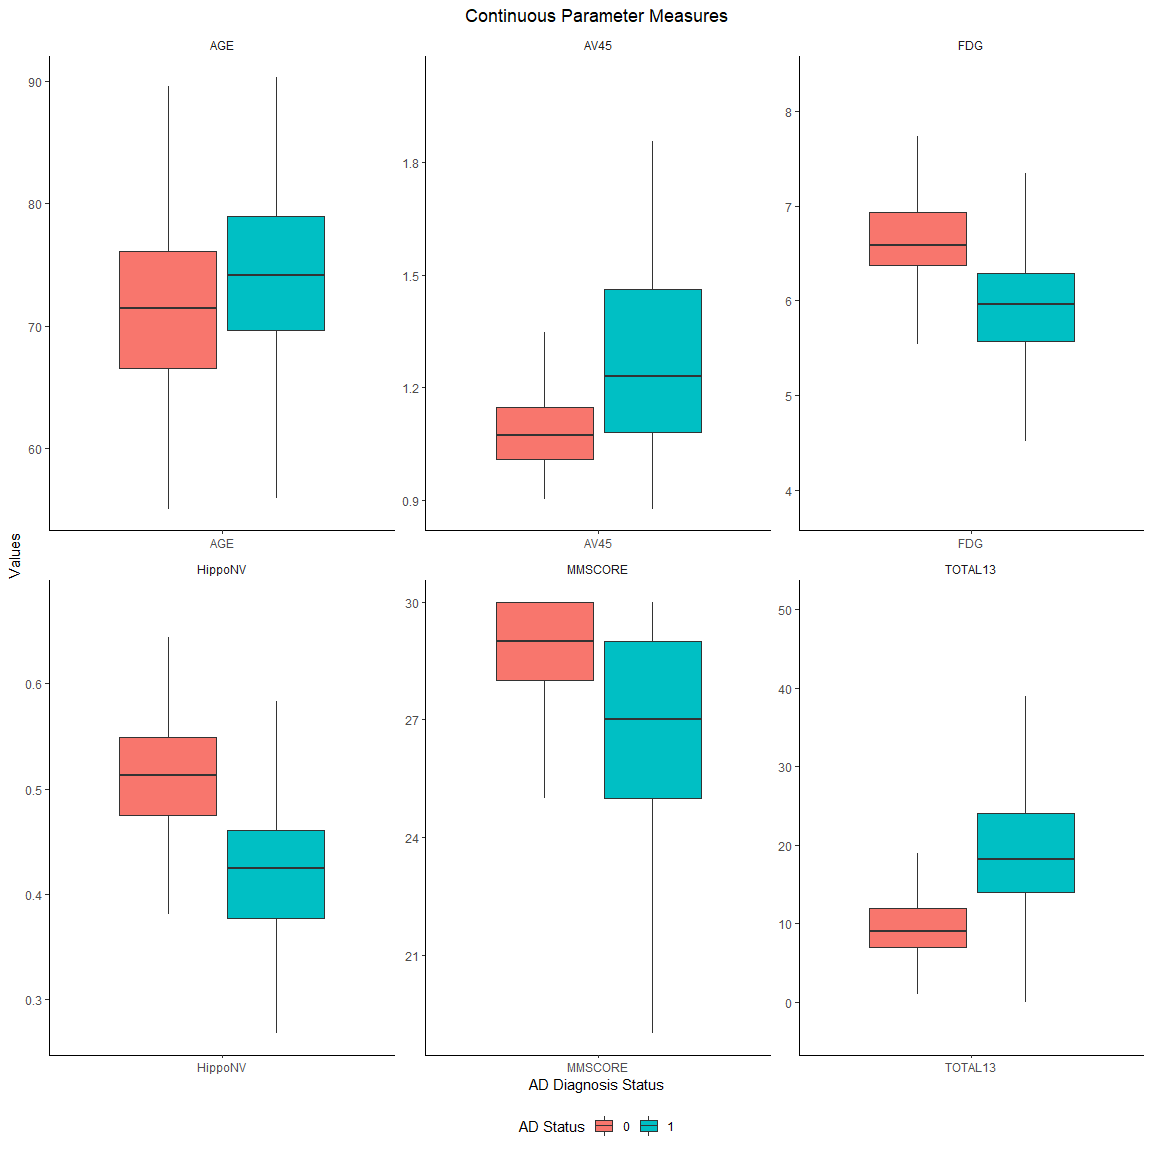 Continuous Parameter Measures
AGE
AV45
FDG
90
80
70
60
1.8
1.5
1.2
0.9
8
7
6
5
4
AGE
AV45
FDG
Values
HippoNV
MMSCORE
TOTAL13
0.6
0.5
0.4
0.3
30
27
24
21
50
40
30
20
10
0
HippoNV
MMSCORE
TOTAL13
AD Diagnosis Status
AD Status 0 1